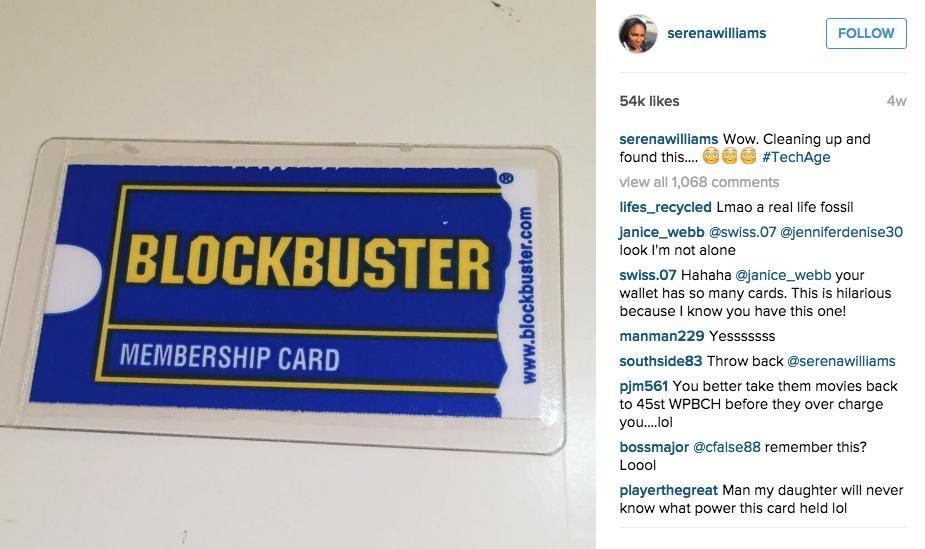 BLOCKBUSTER
®
MEMBERSHIP CARD
www.blockbuster.com
serenawilliams
FOLLOW
54k likes
4w
serenawilliams Wow. Cleaning up and
found this.... 😳😳😳 #TechAge
view all 1,068 comments
lifes_recycled Lmao a real life fossil
janice_webb @swiss.07 @jenniferdenise30
look I'm not alone
swiss.07 Hahaha @janice_webb your
wallet has so many cards. This is hilarious
because I know you have this one!
manman229 Yesssssss
southside83 Throw back @serenawilliams
pjm561 You better take them movies back
to 45st WPBCH before they over charge
you....lol
bossmajor @cfalse88 remember this?
Loool
playerthegreat Man my daughter will never
know what power this card held lol